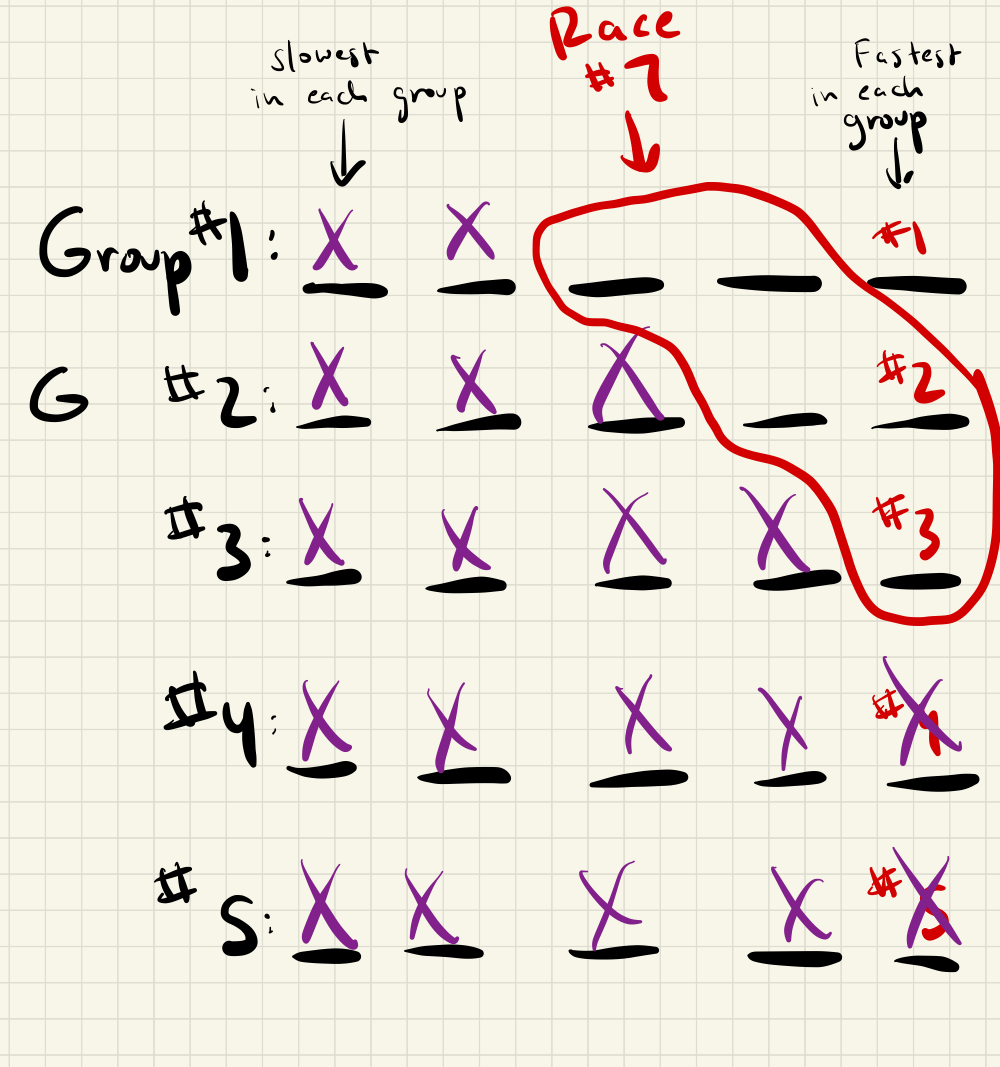 Race
#7
slowest
in each group
Fastest
in each
group
Group #1: X X #1
G #2: X X X #2
#3: X X X X #3
#4: X X X X X #4
#5: X X X X X #5